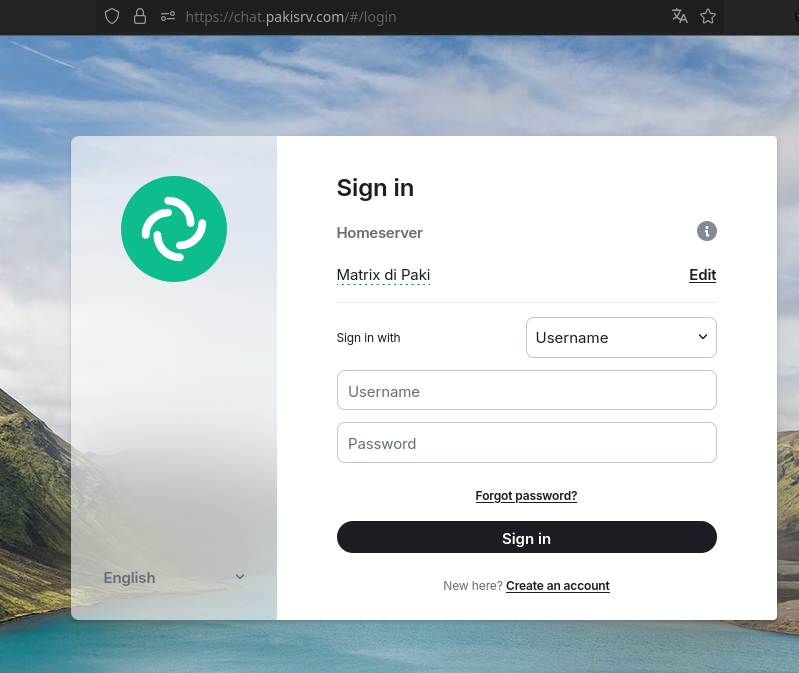 https://chat.pakisrv.com/#/login
Sign in
Homeserver
Matrix di Paki
Edit
Sign in with
Username
Username
Password
Forgot password?
Sign in
English
New here? Create an account